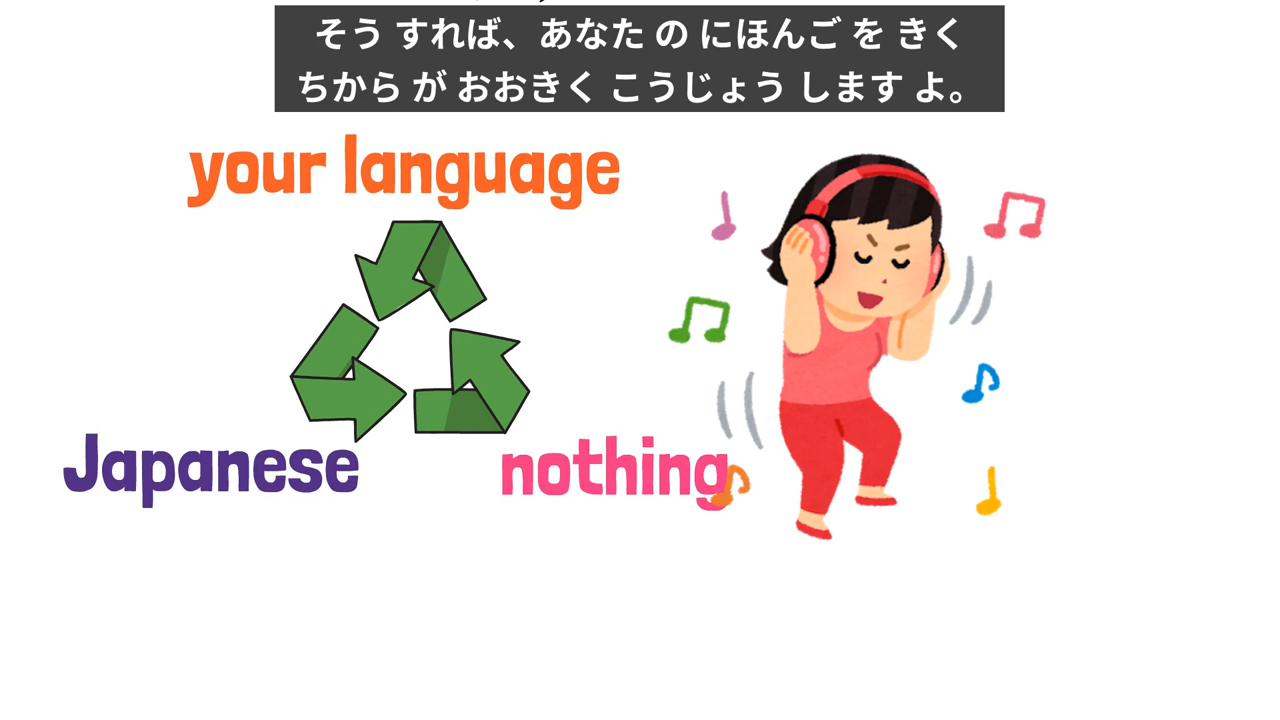 そう すれば、あなた の にほんご を きく
ちから が おおきく こうじょう します よ。
your language
Japanese
nothing